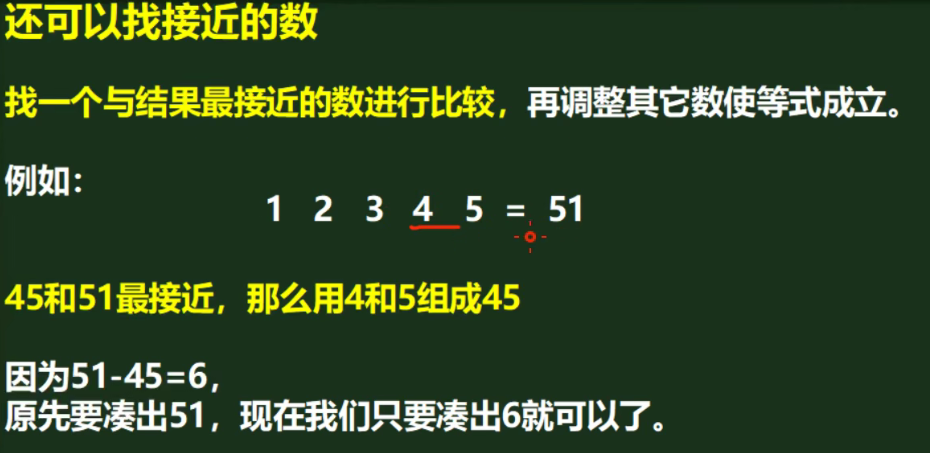 还可以找接近的数
找一个与结果最接近的数进行比较，再调整其它数使等式成立。
例如：
1 2 3 4 5 = 51
45和51最接近，那么用4和5组成45
因为51-45=6，
原先要凑出51，现在我们只要凑出6就可以了。